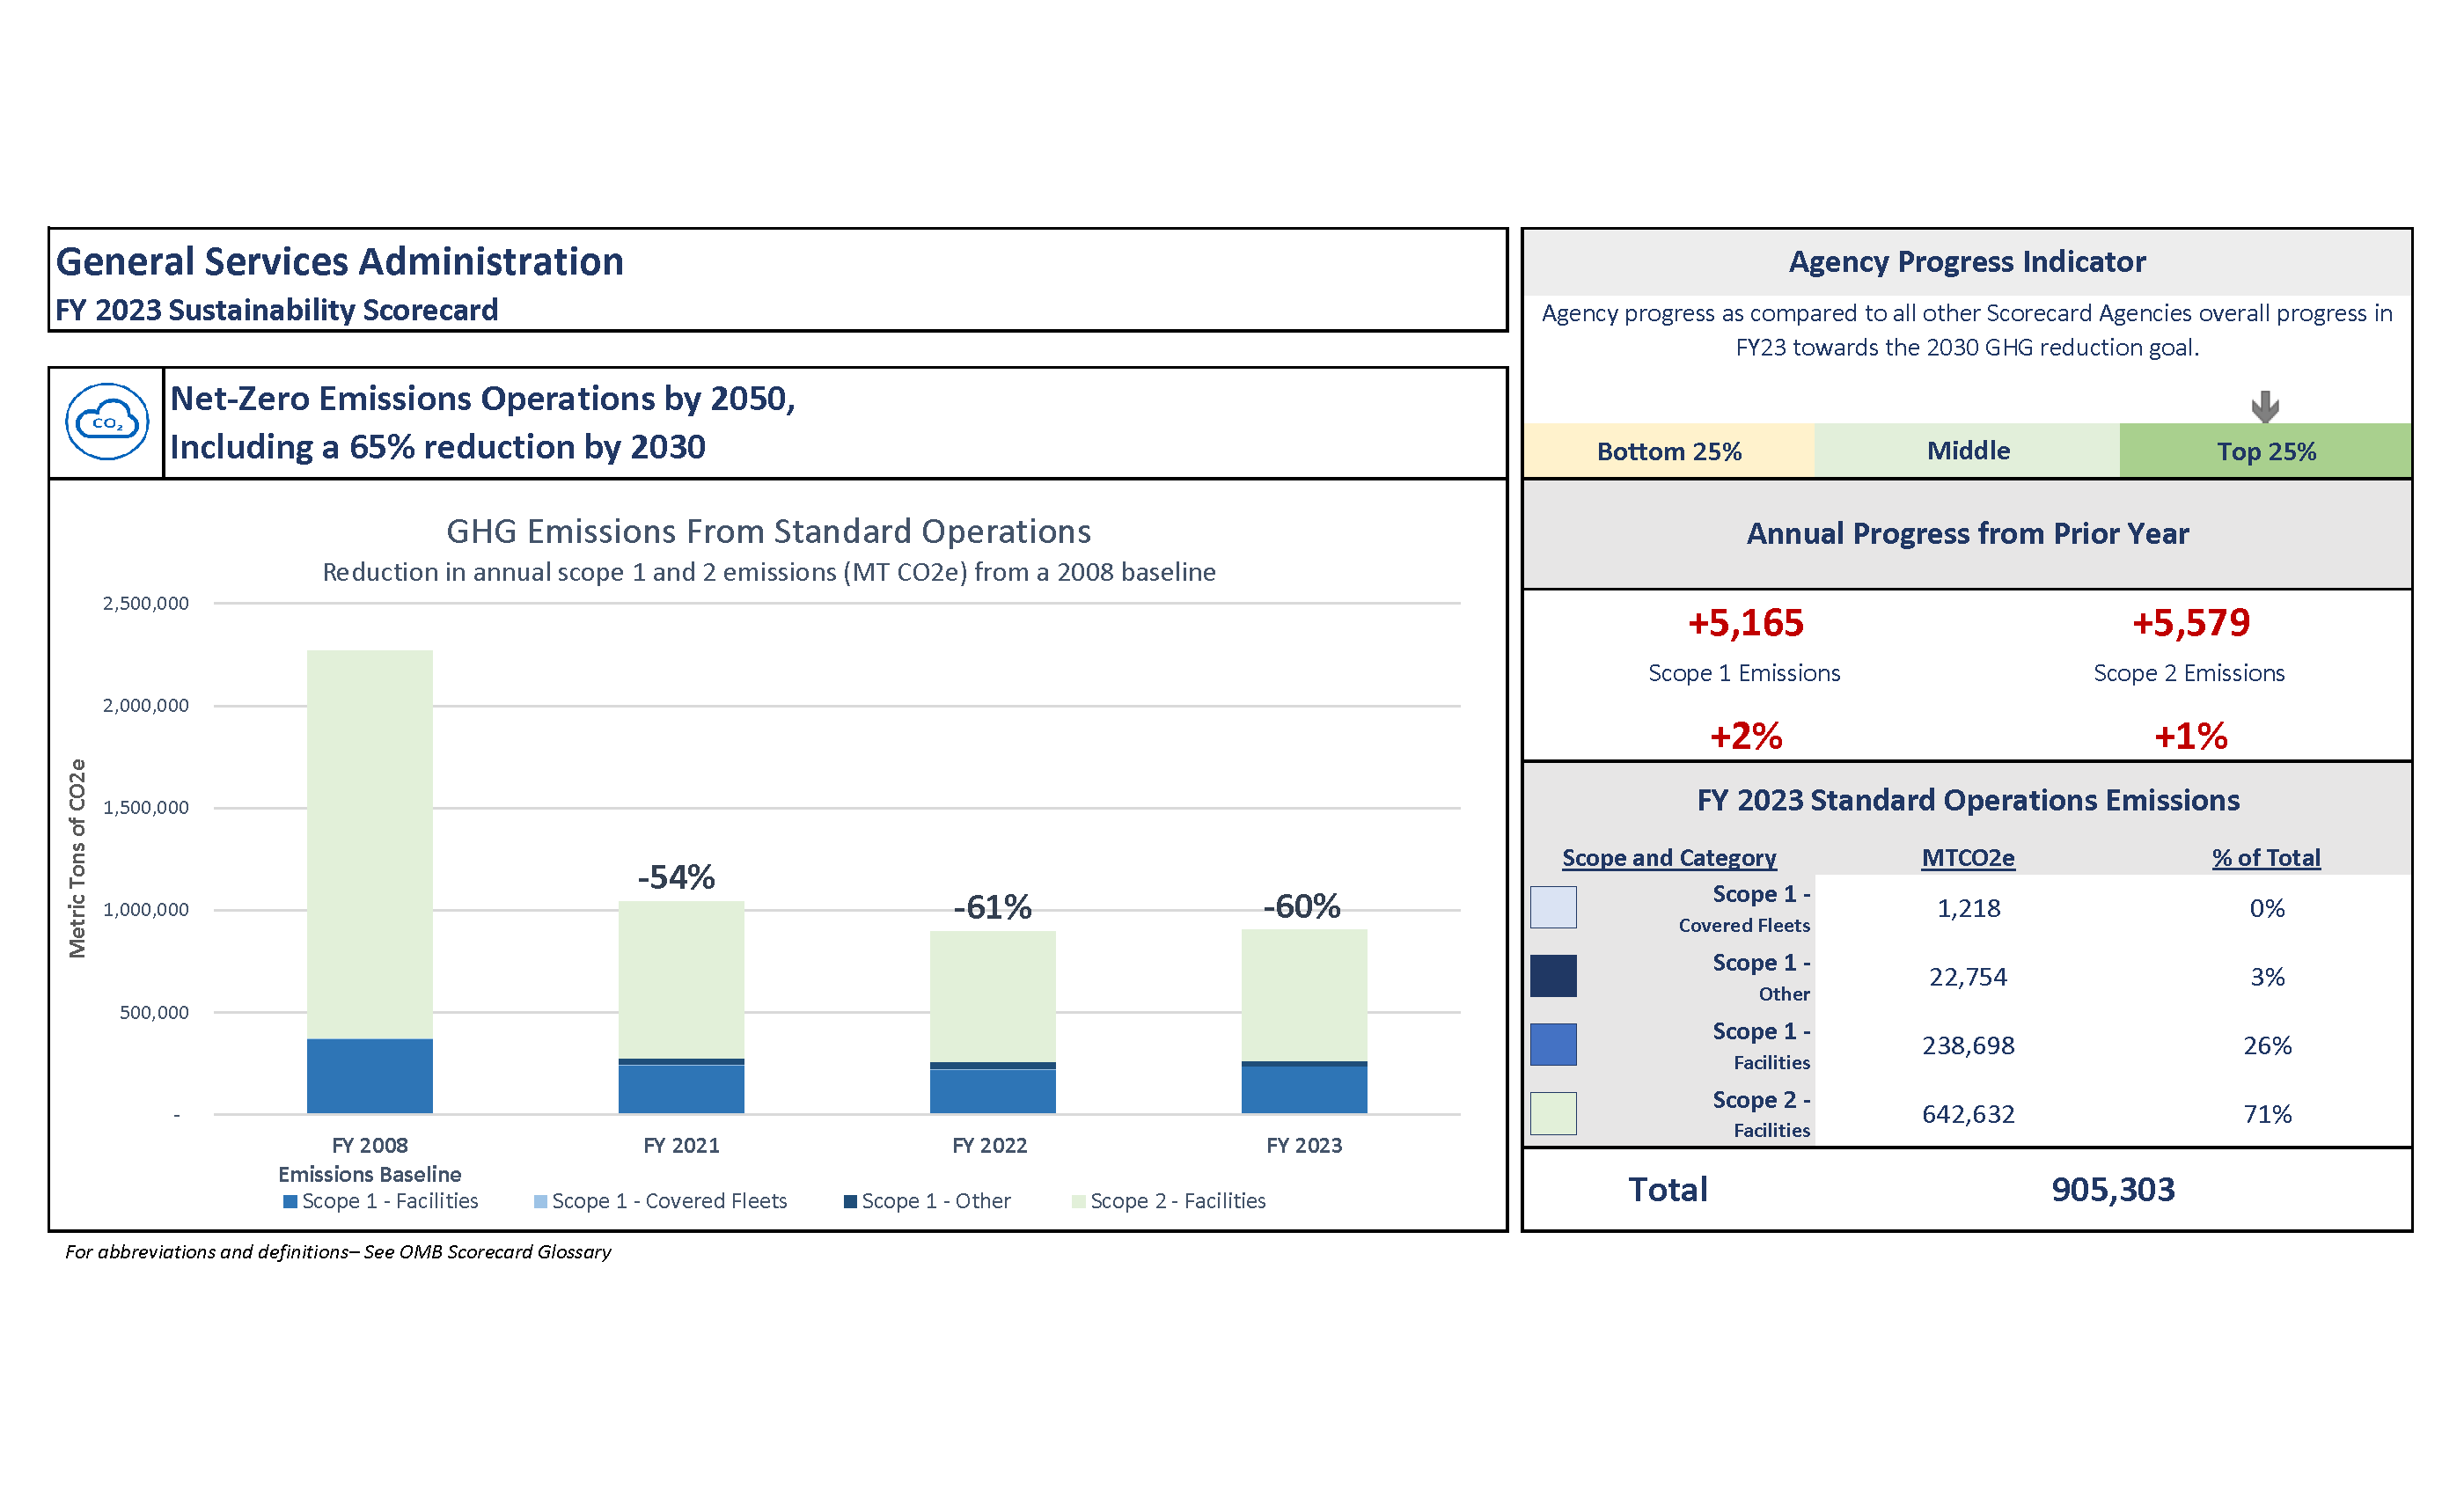 General Services Administration
FY 2023 Sustainability Scorecard
CO₂
Net-Zero Emissions Operations by 2050,
Including a 65% reduction by 2030
GHG Emissions From Standard Operations
Reduction in annual scope 1 and 2 emissions (MT CO2e) from a 2008 baseline
Metric Tons of CO2e
2,500,000
2,000,000
1,500,000
1,000,000
500,000
-
-54%
-61%
-60%
FY 2008
Emissions Baseline
FY 2021
FY 2022
FY 2023
Scope 1 - Facilities
Scope 1 - Covered Fleets
Scope 1 - Other
Scope 2 - Facilities
For abbreviations and definitions– See OMB Scorecard Glossary
Agency Progress Indicator
Agency progress as compared to all other Scorecard Agencies overall progress in
FY23 towards the 2030 GHG reduction goal.
Bottom 25%
Middle
Top 25%
Annual Progress from Prior Year
+5,165
+5,579
Scope 1 Emissions
Scope 2 Emissions
+2%
+1%
FY 2023 Standard Operations Emissions
Scope and Category MTCO2e % of Total
Scope 1 -
Covered Fleets
1,218 0%
Scope 1 -
Other
22,754 3%
Scope 1 -
Facilities
238,698 26%
Scope 2 -
Facilities
642,632 71%
Total 905,303